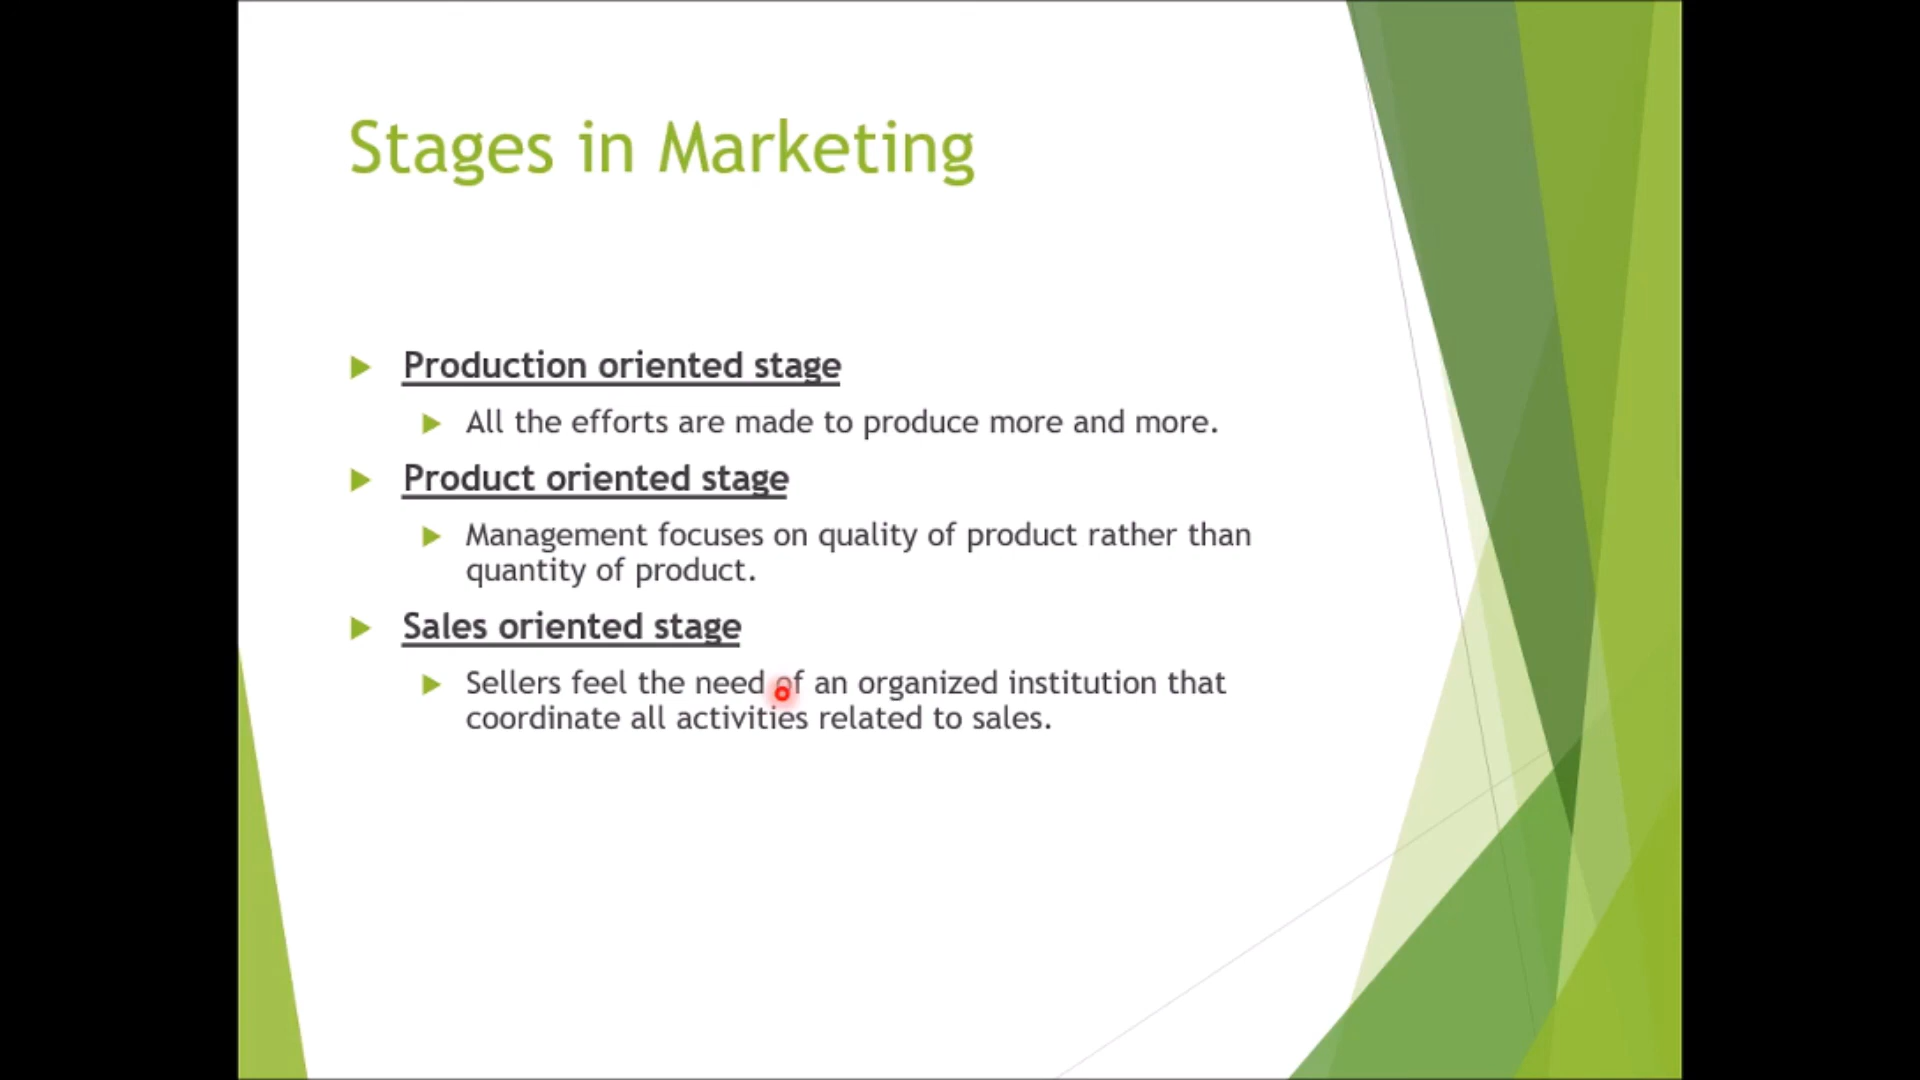 Stages in Marketing
Production oriented stage
All the efforts are made to produce more and more.
Product oriented stage
Management focuses on quality of product rather than
quantity of product.
Sales oriented stage
Sellers feel the need of an organized institution that
coordinate all activities related to sales.